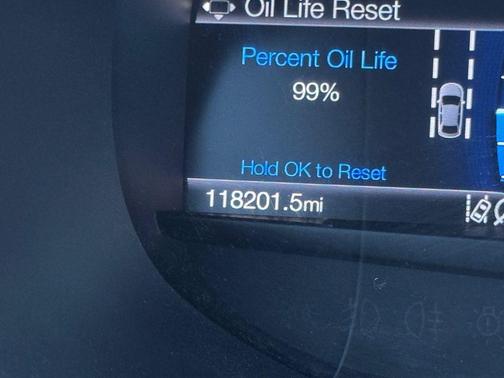 Oil Life Reset
Percent Oil Life
99%
Hold OK to Reset
118201.5mi